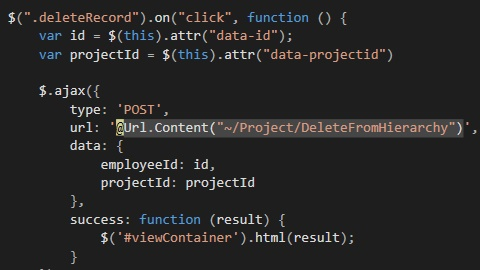 $(".deleteRecord").on("click", function () {
    var id = $(this).attr("data-id");
    var projectId = $(this).attr("data-projectid")
    $.ajax({
        type: 'POST',
        url: '@Url.Content("~/Project/DeleteFromHierarchy")',
        data: {
            employeeId: id,
            projectId: projectId
        },
        success: function (result) {
            $('#viewContainer').html(result);
        }